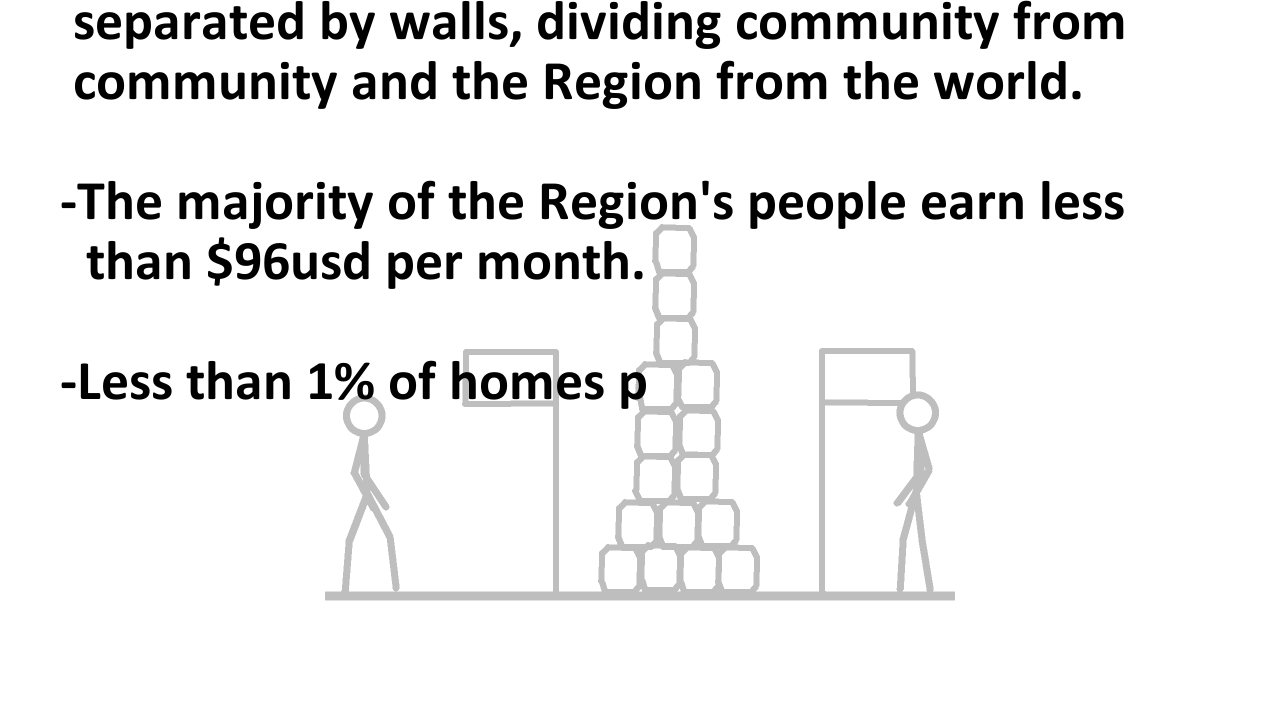 separated by walls, dividing community from
community and the Region from the world.
-The majority of the Region's people earn less
than $96usd per month.
-Less than 1% of homes p